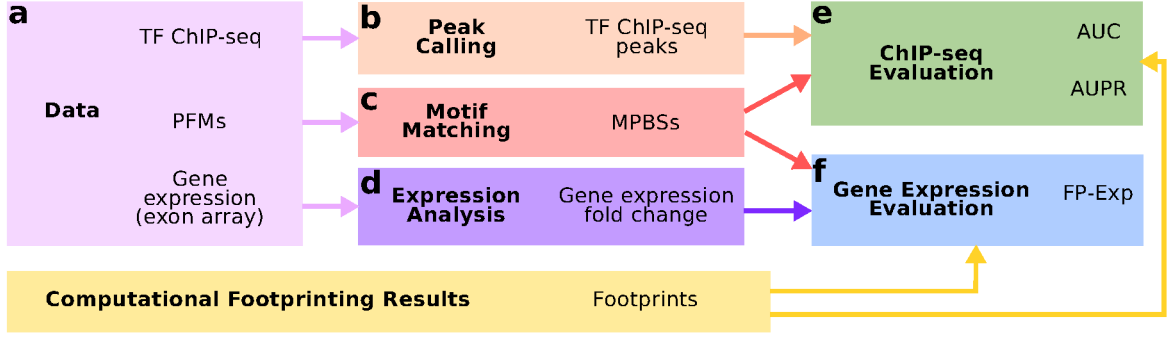 a
Data
TF ChIP-seq
PFMs
Gene
expression
(exon array)
b
Peak
Calling
TF ChIP-seq
peaks
c
Motif
Matching
MPBSs
d
Expression
Analysis
Gene expression
fold change
e
ChIP-seq
Evaluation
AUC
AUPR
f
Gene Expression
Evaluation
FP-Exp
Computational Footprinting Results
Footprints